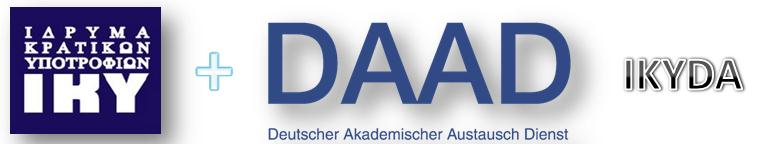 ΙΔΡΥΜΑ
ΚΡΑΤΙΚΩΝ
ΥΠΟΤΡΟΦΙΩΝ
ΙΚΥ
+
DAAD
Deutscher Akademischer Austausch Dienst
IKYDA